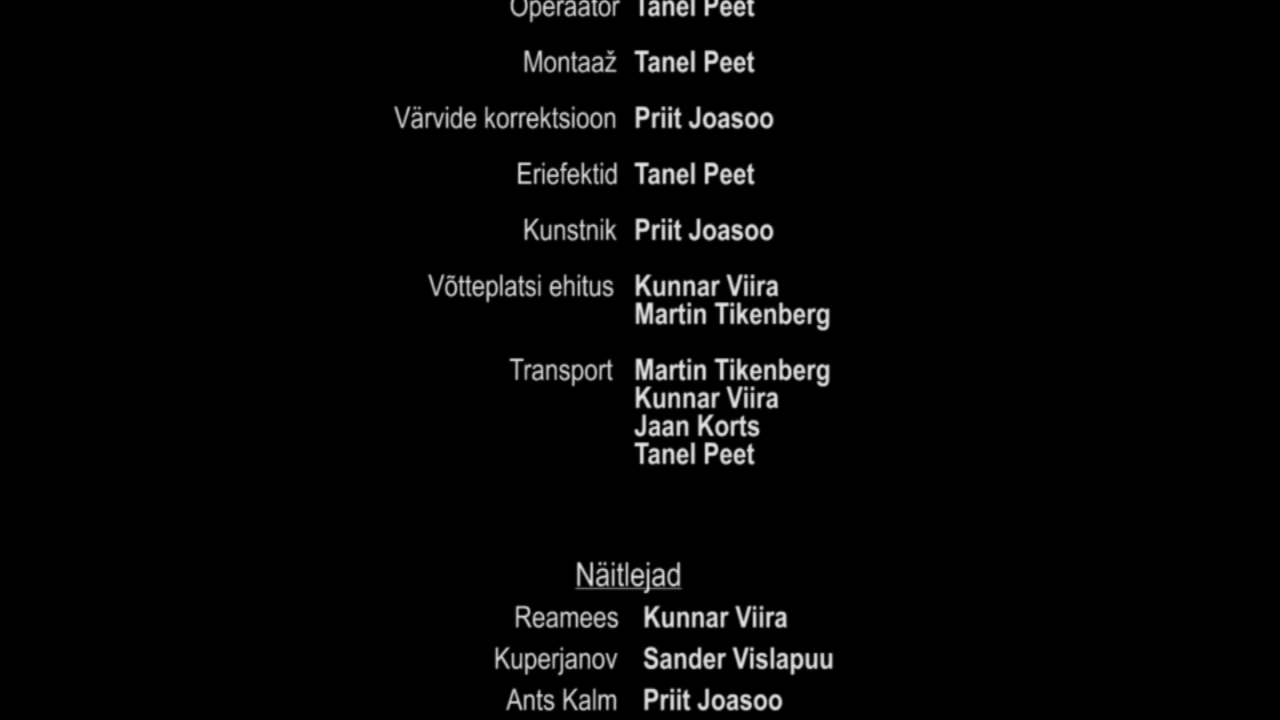 Operaator Tanel Peet
Montaaž Tanel Peet
Värvide korrektsioon Priit Joasoo
Eriefektid Tanel Peet
Kunstnik Priit Joasoo
Võtteplatsi ehitus Kunnar Viira
Martin Tikenberg
Transport Martin Tikenberg
Kunnar Viira
Jaan Korts
Tanel Peet
Näitlejad
Reamees Kunnar Viira
Kuperjanov Sander Vislapuu
Ants Kalm Priit Joasoo